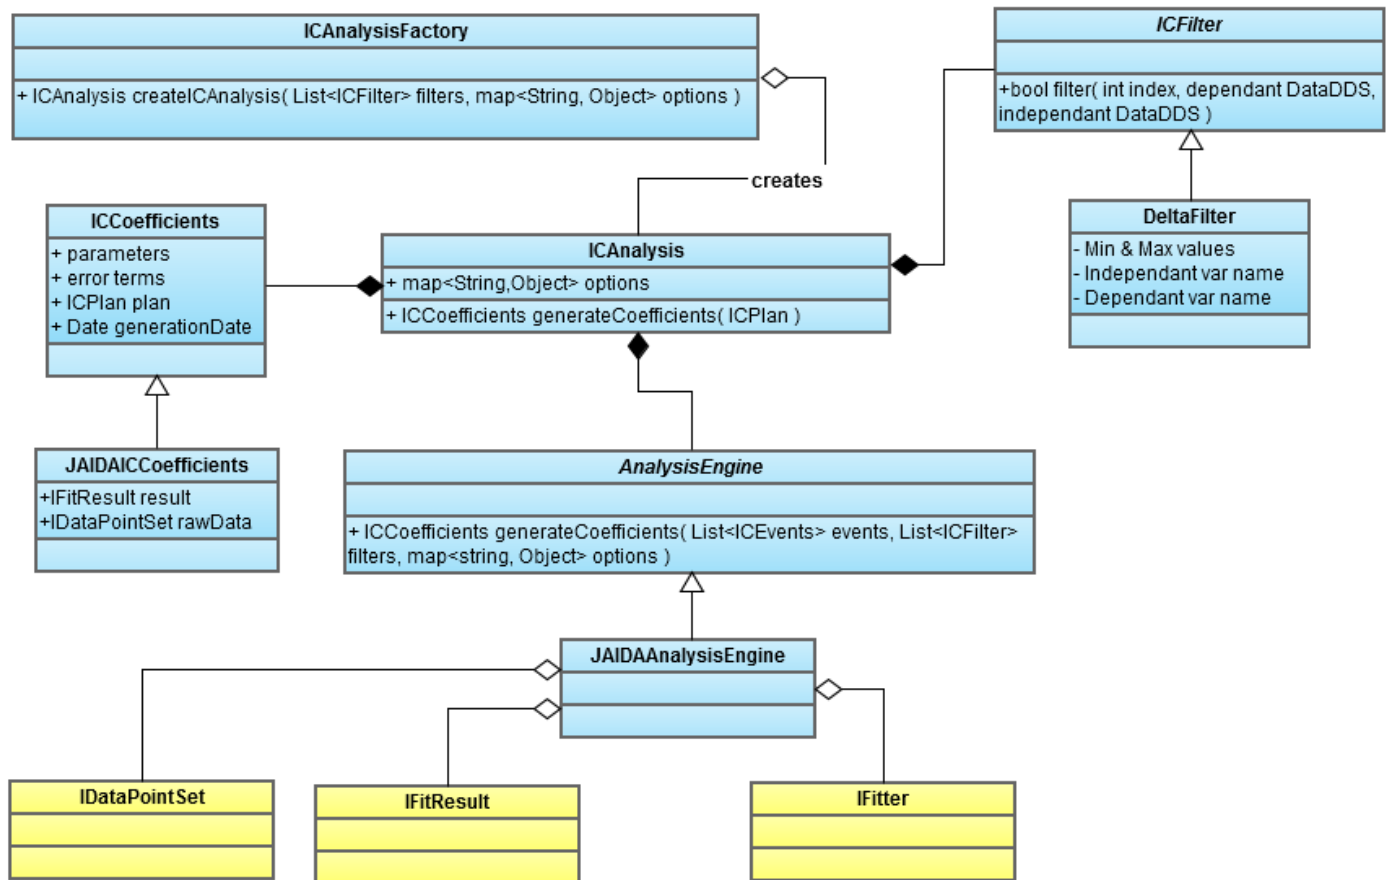 ICAnalysisFactory
+ ICAnalysis createICAnalysis( List<ICFilter> filters, map<String, Object> options )
ICFilter
+bool filter( int index, dependant DataDDS,
independant DataDDS )
creates
ICCoefficients
+ parameters
+ error terms
+ ICPlan plan
+ Date generationDate
ICAnalysis
+ map<String,Object> options
+ ICCoefficients generateCoefficients( ICPlan )
DeltaFilter
- Min & Max values
- Independant var name
- Dependant var name
JAIDAICCoefficients
+IFitResult result
+IDataPointSet rawData
AnalysisEngine
+ ICCoefficients generateCoefficients( List<ICEvents> events, List<ICFilter>
filters, map<string, Object> options )
JAIDAAnalysisEngine
IDataPointSet
IFitResult
IFitter